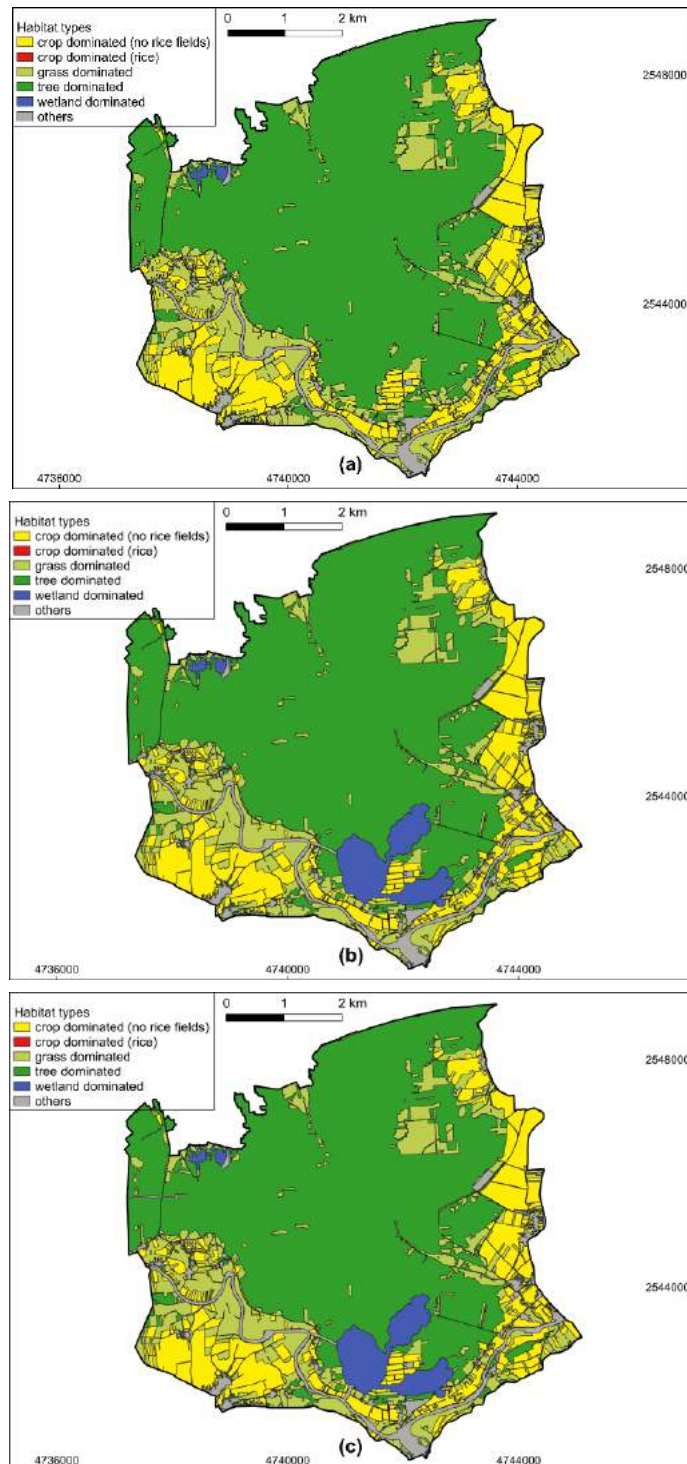 Habitat types
crop dominated (no rice fields)
crop dominated (rice)
grass dominated
tree dominated
wetland dominated
others
0 1 2 km
2548000
2544000
(a)
4736000 4740000 4744000
Habitat types
crop dominated (no rice fields)
crop dominated (rice)
grass dominated
tree dominated
wetland dominated
others
0 1 2 km
2548000
2544000
(b)
4736000 4740000 4744000
Habitat types
crop dominated (no rice fields)
crop dominated (rice)
grass dominated
tree dominated
wetland dominated
others
0 1 2 km
2548000
2544000
(c)
4736000 4740000 4744000